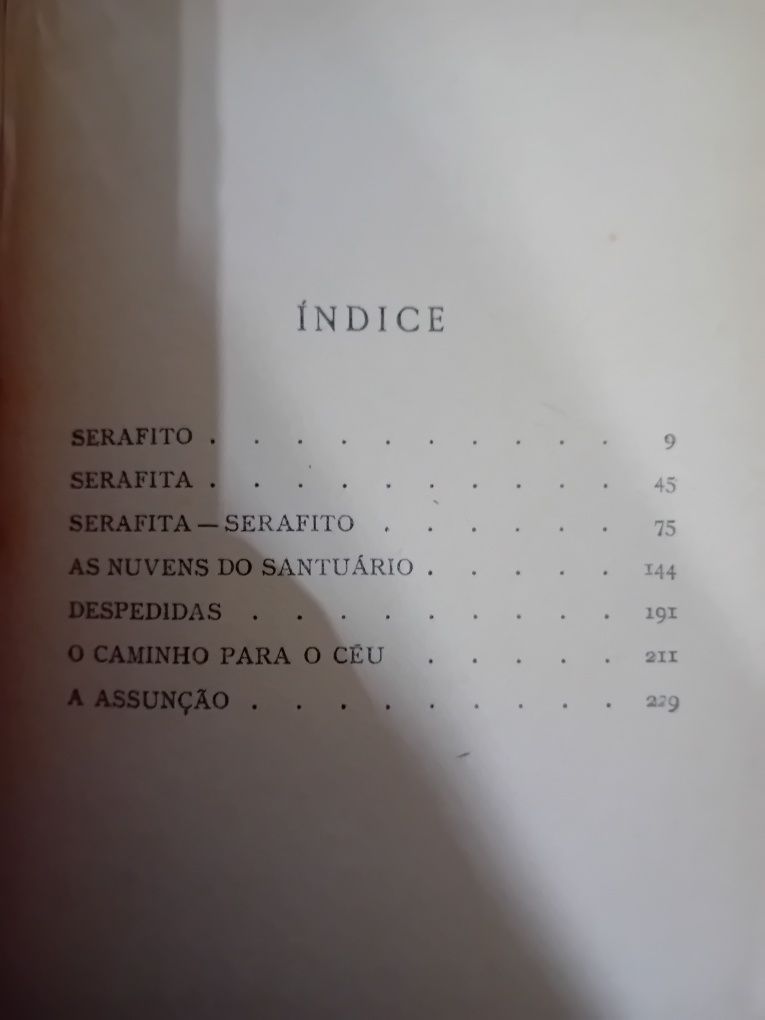 ÍNDICE
SERAFITO . . . . . . . . . . 9
SERAFITA . . . . . . . . . . 45
SERAFITA — SERAFITO . . . . . . 75
AS NUVENS DO SANTUÁRIO . . . . . 144
DESPEDIDAS . . . . . . . . . 191
O CAMINHO PARA O CÉU . . . . . 211
A ASSUNÇÃO . . . . . . . . . 229